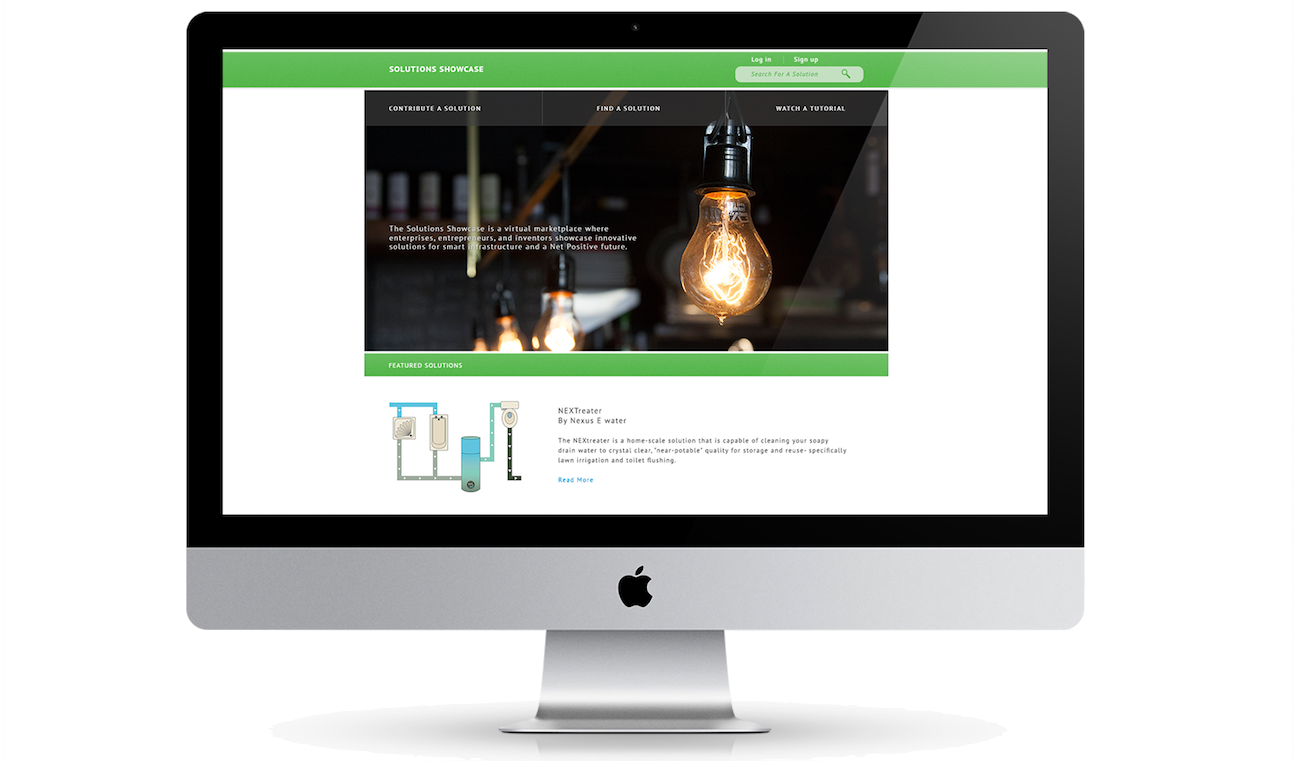 Log in
Sign up
SOLUTIONS SHOWCASE
Search For A Solution
CONTRIBUTE A SOLUTION
FIND A SOLUTION
WATCH A TUTORIAL
The Solutions Showcase is a virtual marketplace where
enterprises, entrepreneurs, and inventors showcase innovative
solutions for smart infrastructure and a Net Positive future.
FEATURED SOLUTIONS
NEXTreater
By Nexus E water
The NEXtreater is a home-scale solution that is capable of cleaning your soapy
drain water to crystal clear, "near-potable" quality for storage and reuse- specifically
lawn irrigation and toilet flushing.
Read More